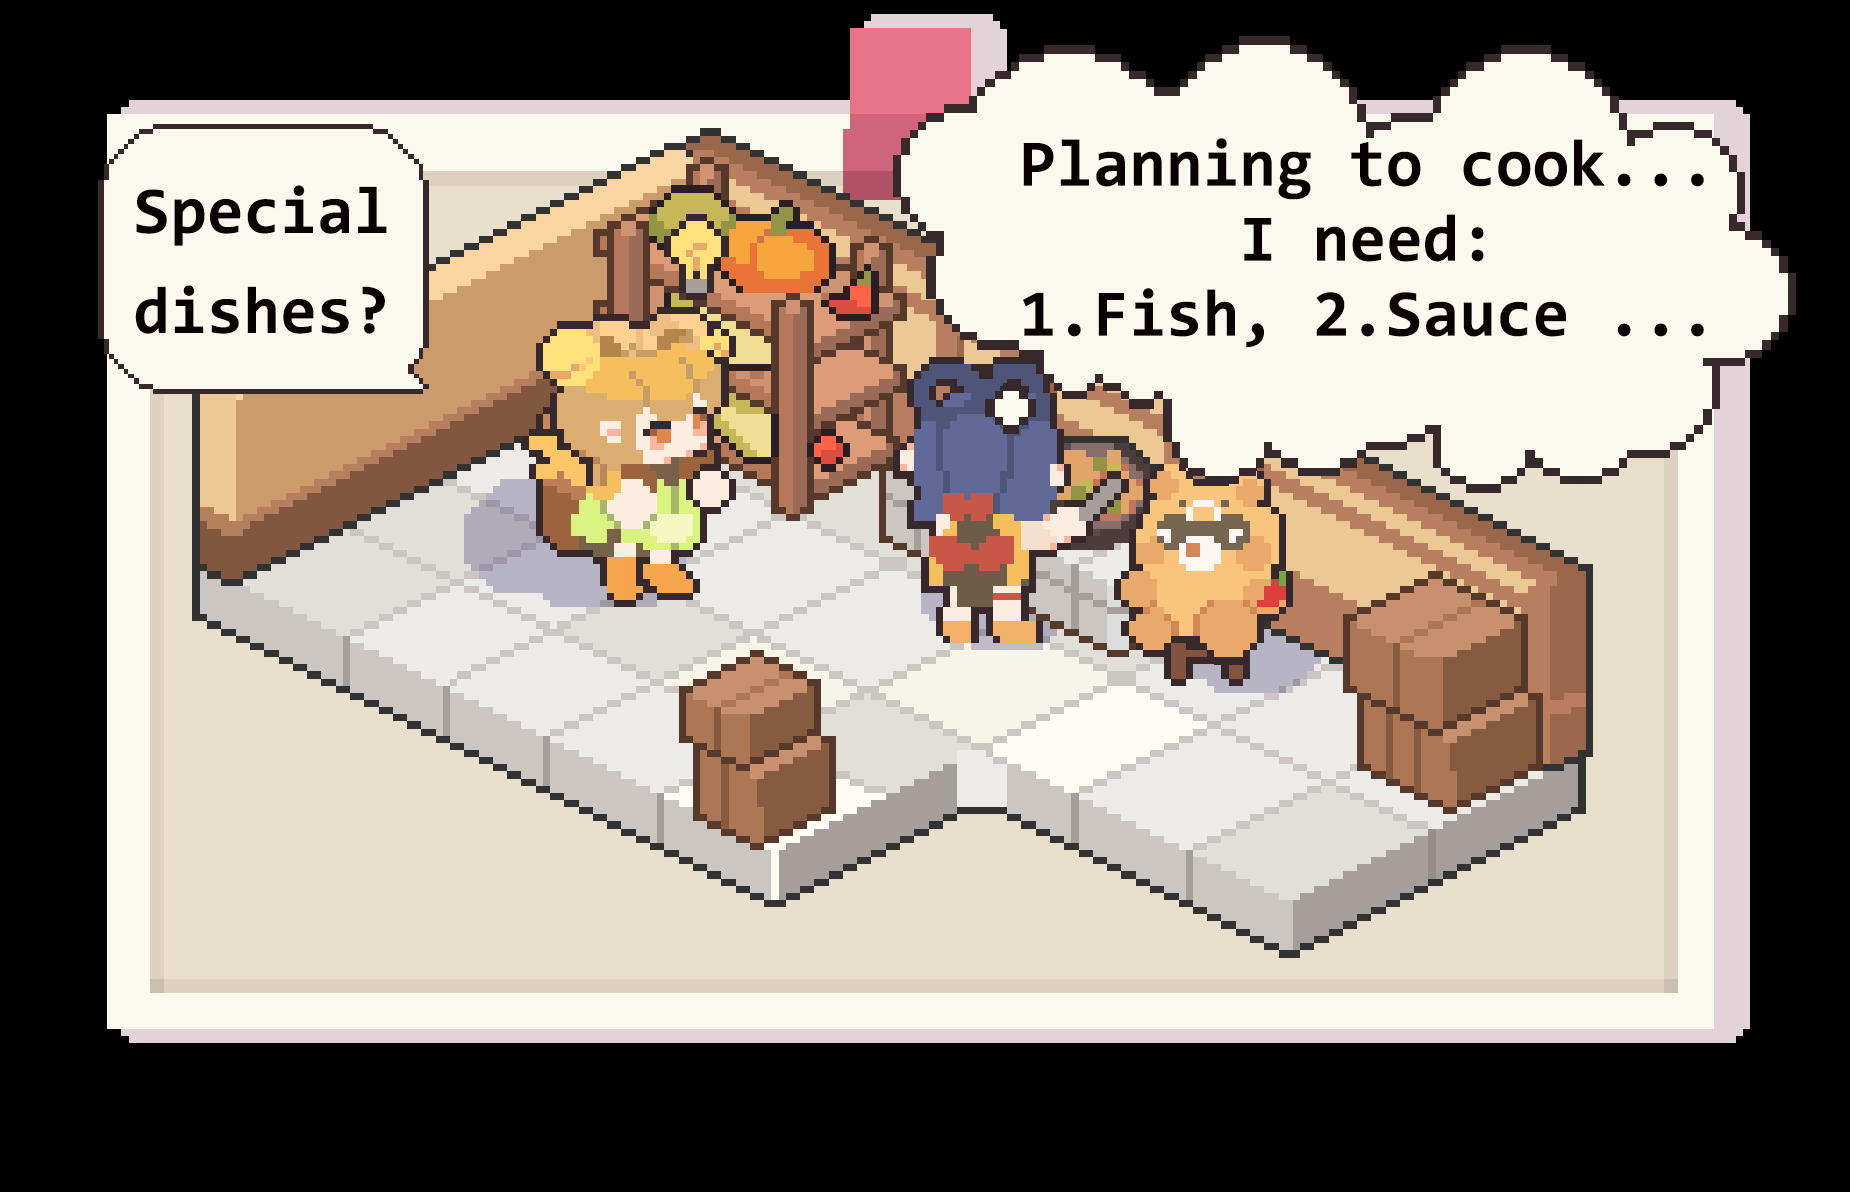 Special
dishes?
Planning to cook...
I need:
1.Fish, 2.Sauce ...